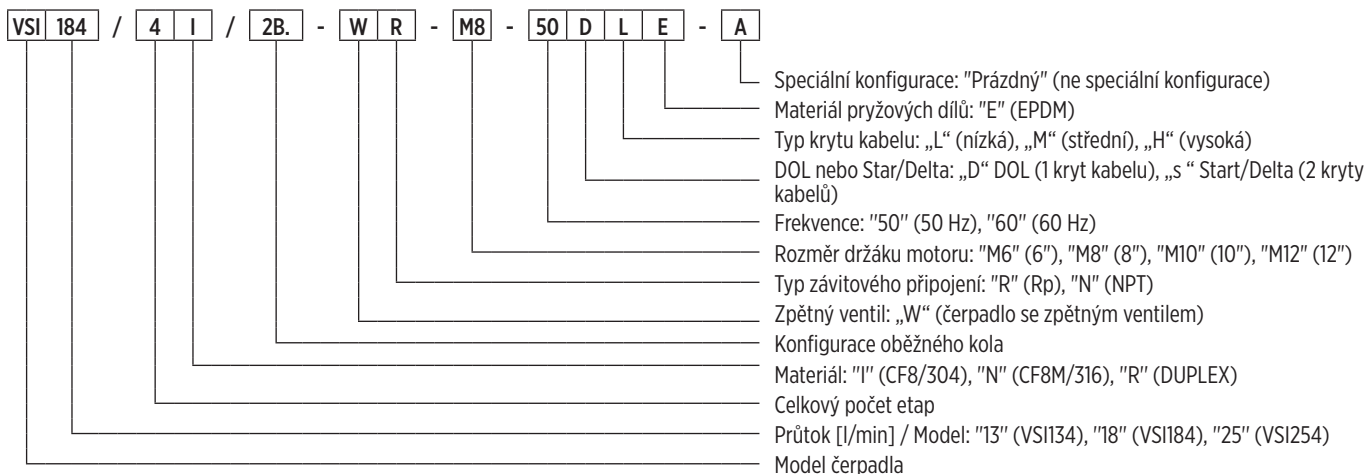 VSI 184 / 4 I / 2B. - W R - M8 - 50 D L E - A
Speciální konfigurace: "Prázdný" (ne speciální konfigurace)
Materiál pryžových dílů: "E" (EPDM)
Typ krytu kabelu: „L“ (nízká), „M“ (střední), „H“ (vysoká)
DOL nebo Star/Delta: „D“ DOL (1 kryt kabelu), „s “ Start/Delta (2 kryty
kabelů)
Frekvence: "50" (50 Hz), "60" (60 Hz)
Rozměr držáku motoru: "M6" (6"), "M8" (8"), "M10" (10"), "M12" (12")
Typ závitového připojení: "R" (Rp), "N" (NPT)
Zpětný ventil: „W“ (čerpadlo se zpětným ventilem)
Konfigurace oběžného kola
Materiál: "I" (CF8/304), "N" (CF8M/316), "R" (DUPLEX)
Celkový počet etap
Průtok [l/min] / Model: "13" (VSI134), "18" (VSI184), "25" (VSI254)
Model čerpadla